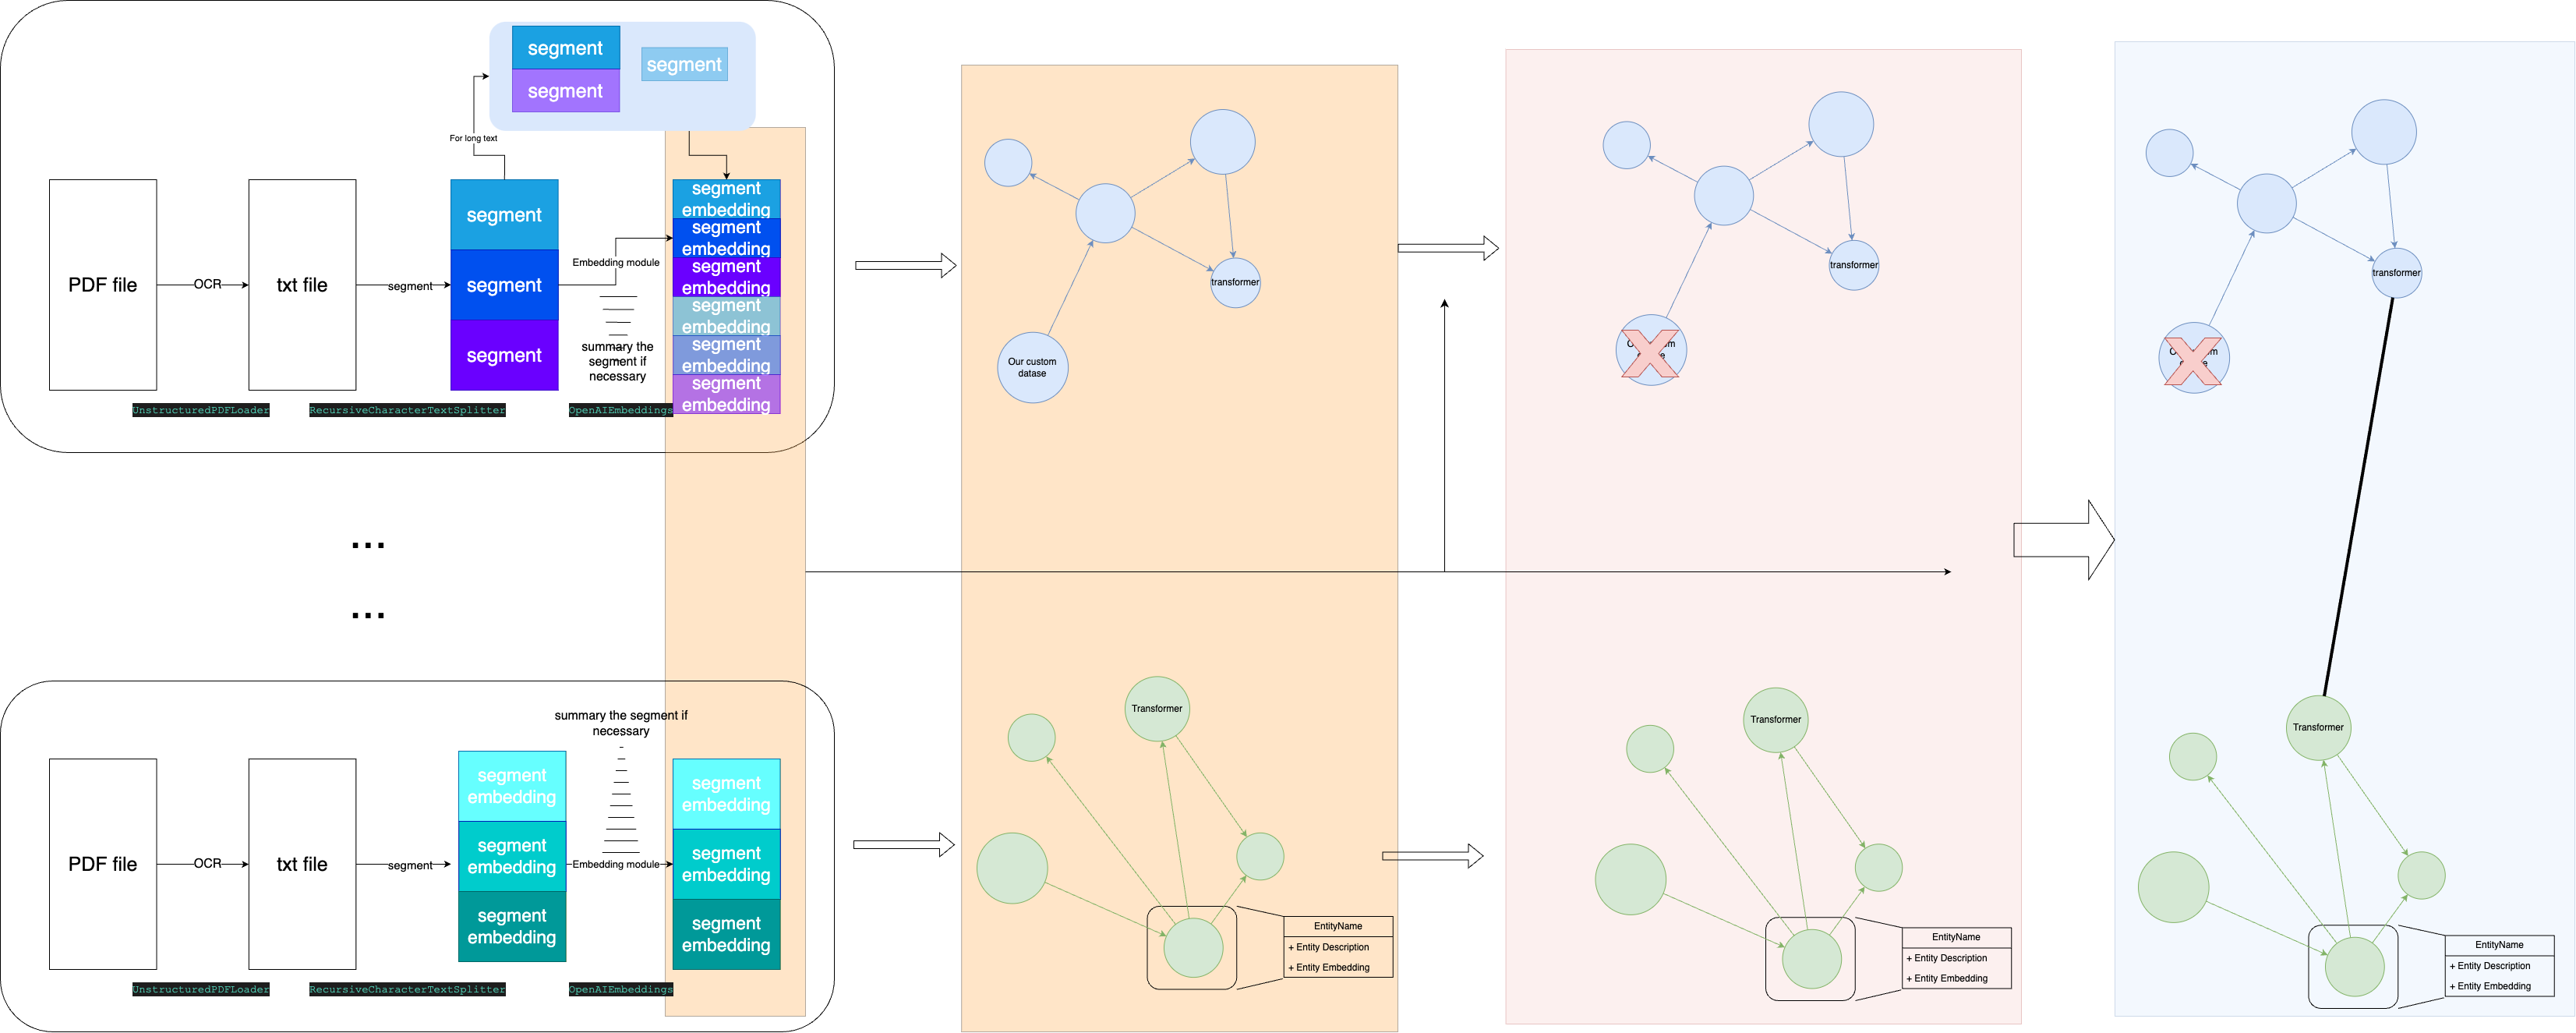 segment
segment
segment
For long text
PDF file
OCR
txt file
segment
segment
segment
segment
Embedding module
summary the
segment if
necessary
segment
embedding
segment
embedding
segment
embedding
segment
embedding
segment
embedding
segment
embedding
UnstructuredPDFLoader
RecursiveCharacterTextSplitter
OpenAIEmbeddings
...
...
summary the segment if
necessary
PDF file
OCR
txt file
segment
segment
embedding
segment
embedding
segment
embedding
Embedding module
segment
embedding
segment
embedding
segment
embedding
UnstructuredPDFLoader
RecursiveCharacterTextSplitter
OpenAIEmbeddings
transformer
Our custom
datase
Transformer
EntityName
+ Entity Description
+ Entity Embedding
transformer
Transformer
EntityName
+ Entity Description
+ Entity Embedding
transformer
Transformer
EntityName
+ Entity Description
+ Entity Embedding